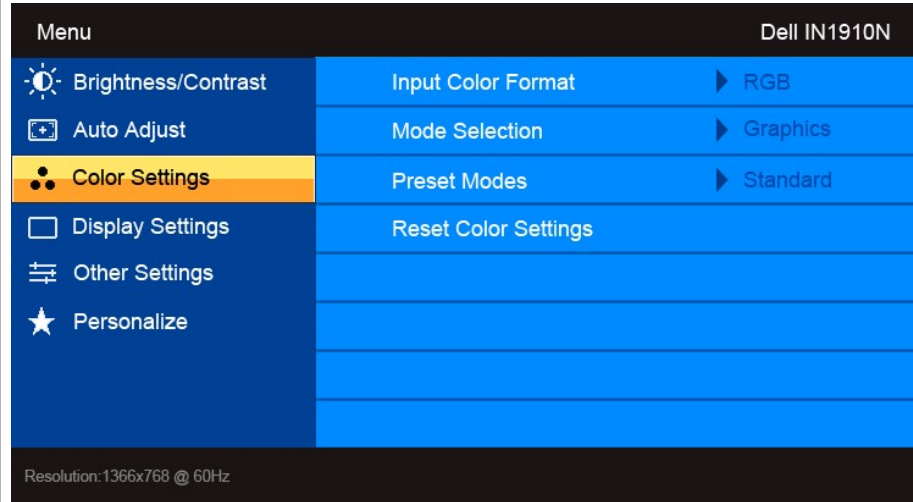 Menu Dell IN1910N
Brightness/Contrast Input Color Format RGB
Auto Adjust Mode Selection Graphics
Color Settings Preset Modes Standard
Display Settings Reset Color Settings
Other Settings
Personalize
Resolution:1366x768 @ 60Hz